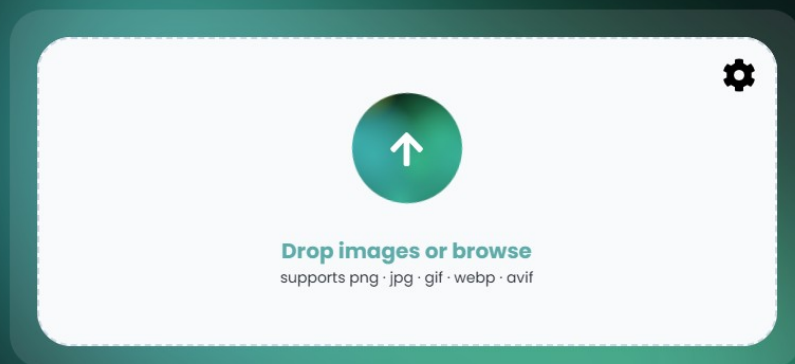 Drop images or browse
supports png · jpg · gif · webp · avif